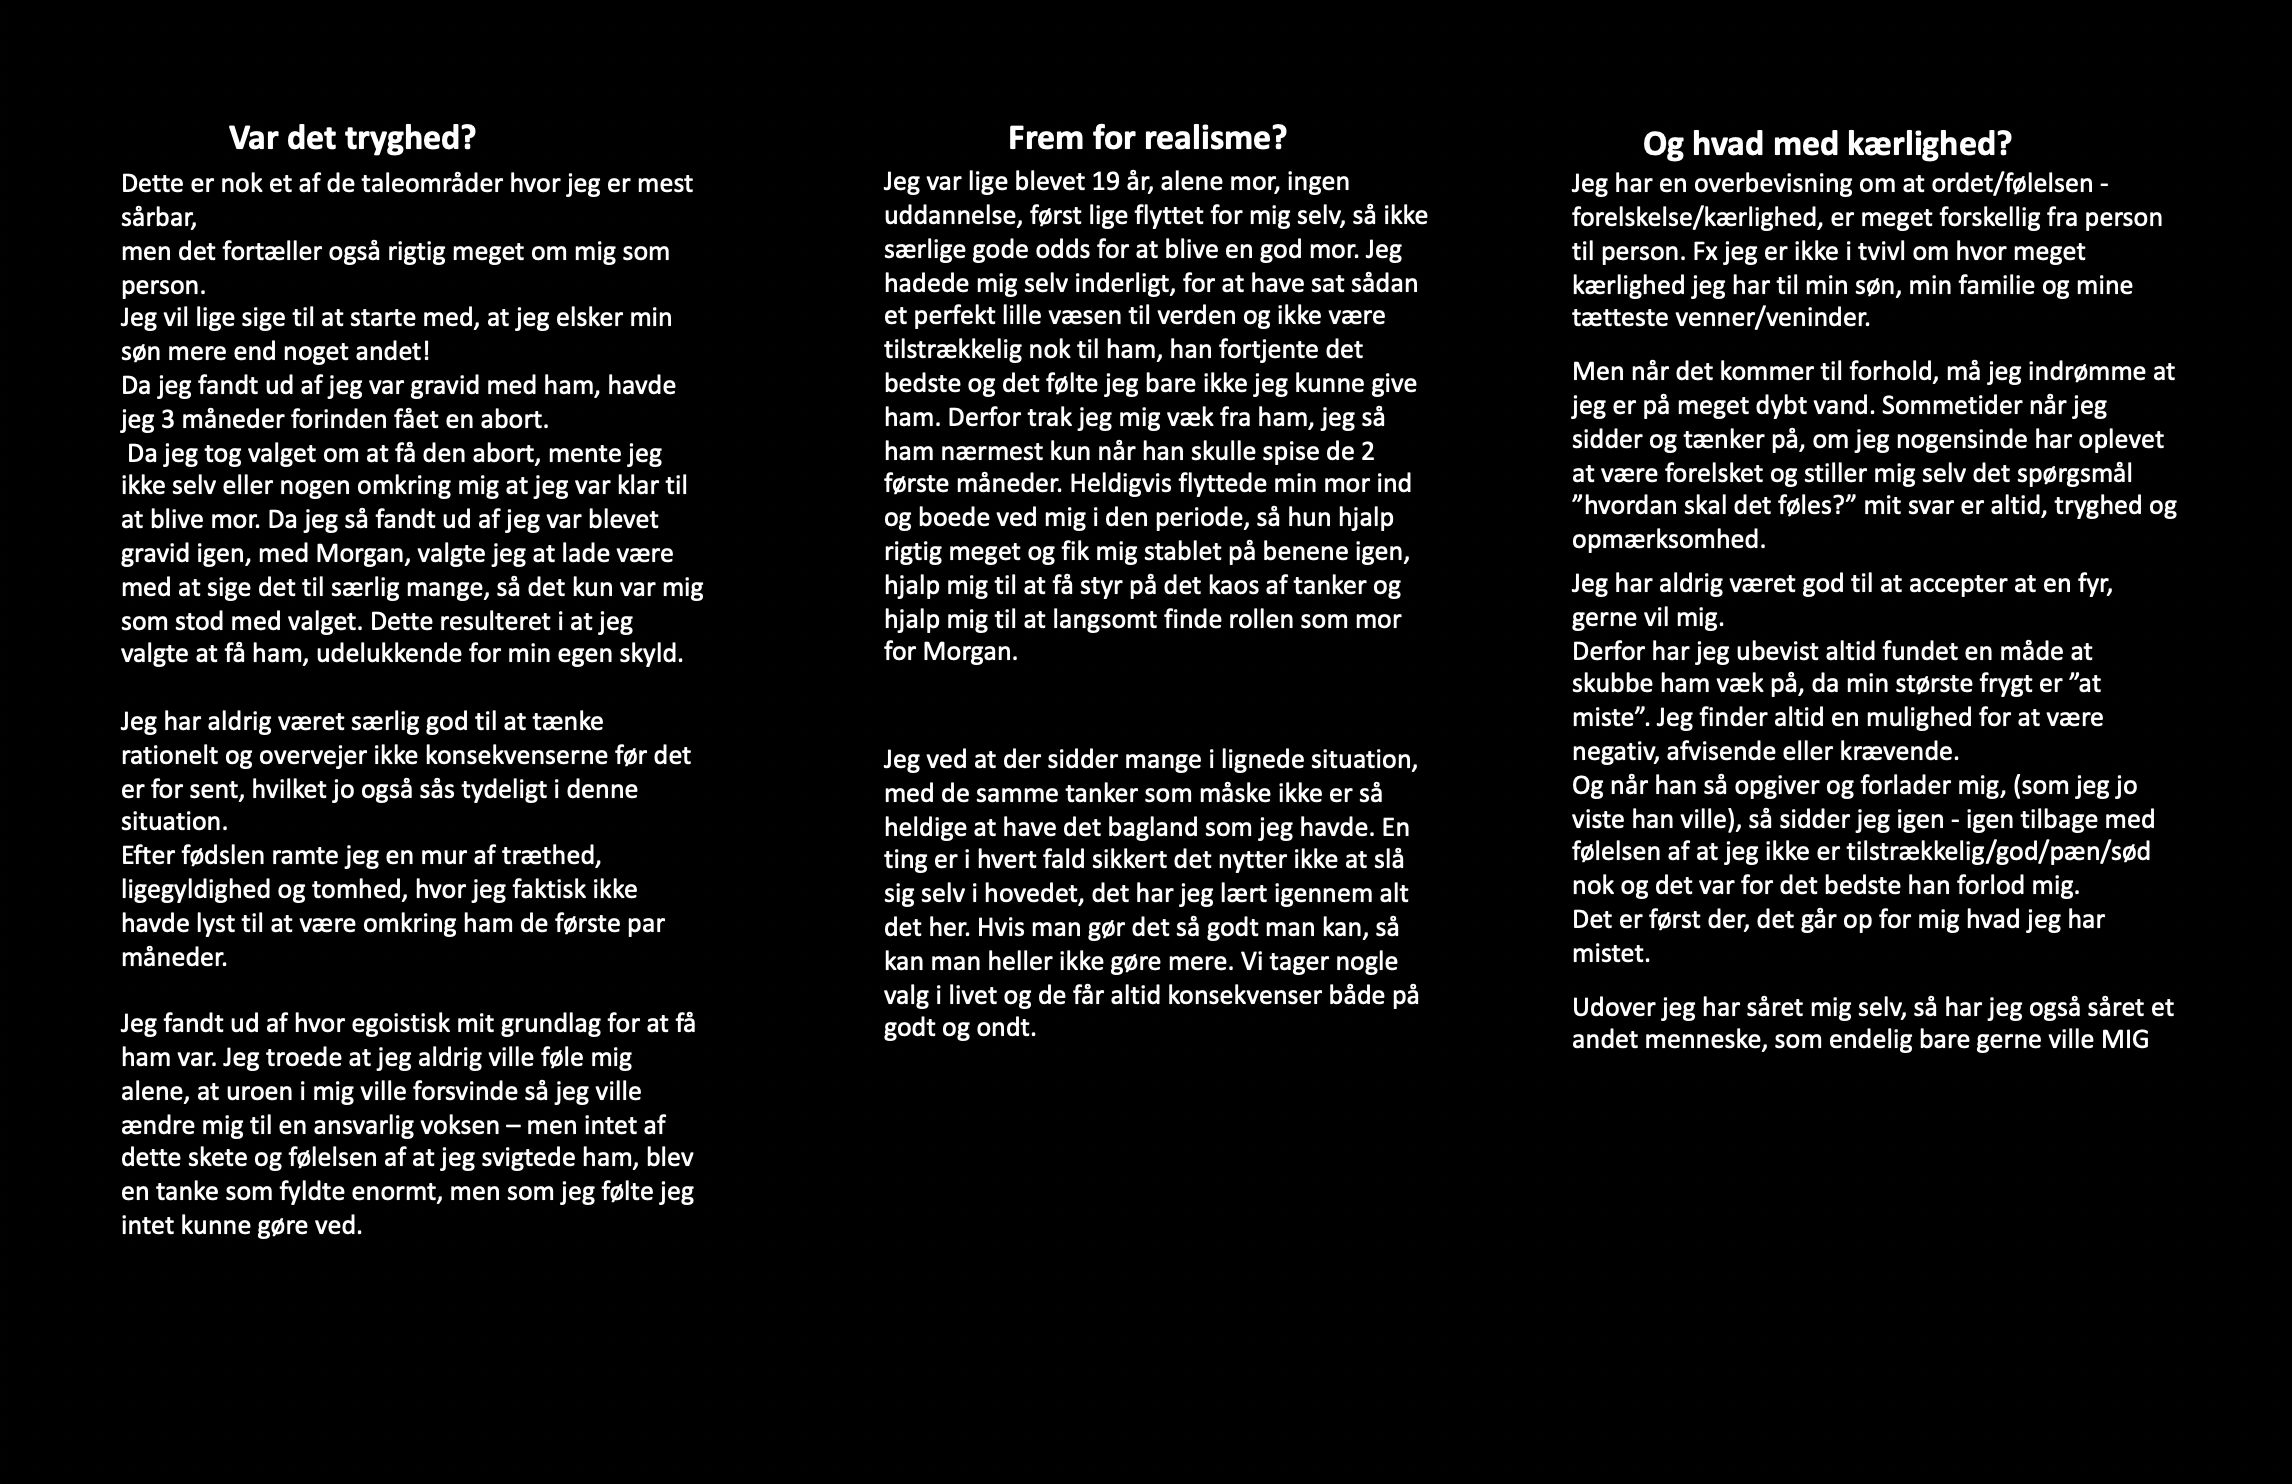 Var det tryghed?
Dette er nok et af de taleområder hvor jeg er mest
sårbar,
men det fortæller også rigtig meget om mig som
person.
Jeg vil lige sige til at starte med, at jeg elsker min
søn mere end noget andet!
Da jeg fandt ud af jeg var gravid med ham, havde
jeg 3 måneder forinden fået en abort.
Da jeg tog valget om at få den abort, mente jeg
ikke selv eller nogen omkring mig at jeg var klar til
at blive mor. Da jeg så fandt ud af jeg var blevet
gravid igen, med Morgan, valgte jeg at lade være
med at sige det til særlig mange, så det kun var mig
som stod med valget. Dette resulteret i at jeg
valgte at få ham, udelukkende for min egen skyld.
Jeg har aldrig været særlig god til at tænke
rationelt og overvejer ikke konsekvenserne før det
er for sent, hvilket jo også sås tydeligt i denne
situation.
Efter fødslen ramte jeg en mur af træthed,
ligegyldighed og tomhed, hvor jeg faktisk ikke
havde lyst til at være omkring ham de første par
måneder.
Jeg fandt ud af hvor egoistisk mit grundlag for at få
ham var. Jeg troede at jeg aldrig ville føle mig
alene, at uroen i mig ville forsvinde så jeg ville
ændre mig til en ansvarlig voksen – men intet af
dette skete og følelsen af at jeg svigtede ham, blev
en tanke som fyldte enormt, men som jeg følte jeg
intet kunne gøre ved.
Frem for realisme?
Jeg var lige blevet 19 år, alene mor, ingen
uddannelse, først lige flyttet for mig selv, så ikke
særlige gode odds for at blive en god mor. Jeg
hadede mig selv inderligt, for at have sat sådan
et perfekt lille væsen til verden og ikke være
tilstrækkelig nok til ham, han fortjente det
bedste og det følte jeg bare ikke jeg kunne give
ham. Derfor trak jeg mig væk fra ham, jeg så
ham nærmest kun når han skulle spise de 2
første måneder. Heldigvis flyttede min mor ind
og boede ved mig i den periode, så hun hjalp
rigtig meget og fik mig stablet på benene igen,
hjalp mig til at få styr på det kaos af tanker og
hjalp mig til at langsomt finde rollen som mor
for Morgan.
Jeg ved at der sidder mange i lignede situation,
med de samme tanker som måske ikke er så
heldige at have det bagland som jeg havde. En
ting er i hvert fald sikkert det nytter ikke at slå
sig selv i hovedet, det har jeg lært igennem alt
det her. Hvis man gør det så godt man kan, så
kan man heller ikke gøre mere. Vi tager nogle
valg i livet og de får altid konsekvenser både på
godt og ondt.
Og hvad med kærlighed?
Jeg har en overbevisning om at ordet/følelsen -
forelskelse/kærlighed, er meget forskellig fra person
til person. Fx jeg er ikke i tvivl om hvor meget
kærlighed jeg har til min søn, min familie og mine
tætteste venner/veninder.
Men når det kommer til forhold, må jeg indrømme at
jeg er på meget dybt vand. Sommetider når jeg
sidder og tænker på, om jeg nogensinde har oplevet
at være forelsket og stiller mig selv det spørgsmål
”hvordan skal det føles?” mit svar er altid, tryghed og
opmærksomhed.
Jeg har aldrig været god til at accepter at en fyr,
gerne vil mig.
Derfor har jeg ubevist altid fundet en måde at
skubbe ham væk på, da min største frygt er ”at
miste”. Jeg finder altid en mulighed for at være
negativ, afvisende eller krævende.
Og når han så opgiver og forlader mig, (som jeg jo
viste han ville), så sidder jeg igen - igen tilbage med
følelsen af at jeg ikke er tilstrækkelig/god/pæn/sød
nok og det var for det bedste han forlod mig.
Det er først der, det går op for mig hvad jeg har
mistet.
Udover jeg har såret mig selv, så har jeg også såret et
andet menneske, som endelig bare gerne ville MIG